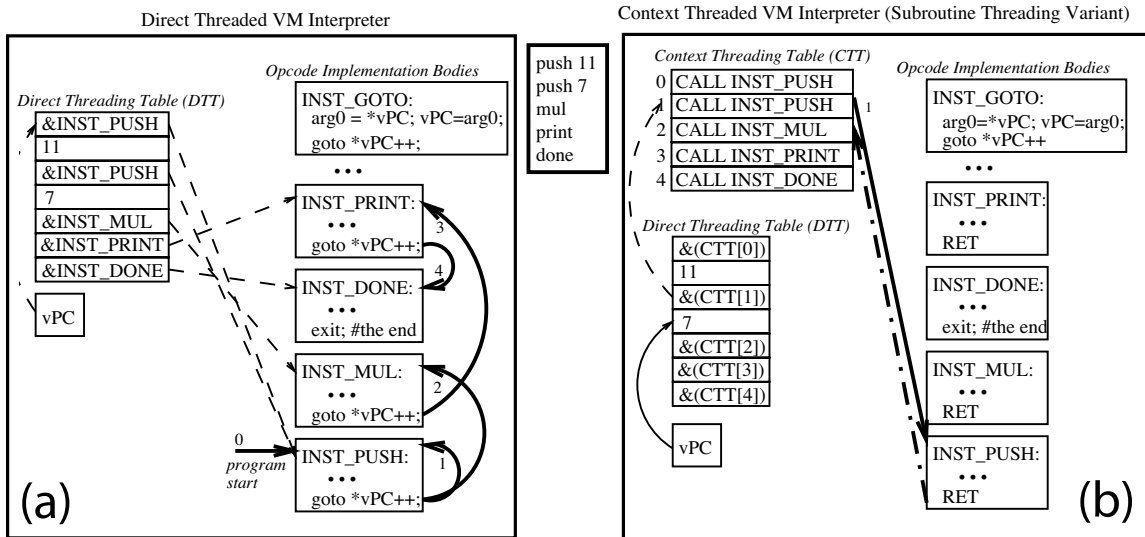 Direct Threaded VM Interpreter
Opcode Implementation Bodies
Direct Threading Table (DTT)
&INST_PUSH
11
&INST_PUSH
7
&INST_MUL
&INST_PRINT
&INST_DONE
vPC
INST_GOTO:
arg0 = *vPC; vPC=arg0;
goto *vPC++;
•••
INST_PRINT:
•••
goto *vPC++;
3
4
INST_DONE:
•••
exit; #the end
INST_MUL:
•••
goto *vPC++;
2
0
program
start
INST_PUSH:
•••
goto *vPC++;
1
(a)
push 11
push 7
mul
print
done
Context Threaded VM Interpreter (Subroutine Threading Variant)
Context Threading Table (CTT)
0 CALL INST_PUSH
1 CALL INST_PUSH
2 CALL INST_MUL
3 CALL INST_PRINT
4 CALL INST_DONE
1
Direct Threading Table (DTT)
&(CTT[0])
11
&(CTT[1])
7
&(CTT[2])
&(CTT[3])
&(CTT[4])
vPC
Opcode Implementation Bodies
INST_GOTO:
arg0=*vPC; vPC=arg0;
goto *vPC++
•••
INST_PRINT:
•••
RET
INST_DONE:
•••
exit; #the end
INST_MUL:
•••
RET
INST_PUSH:
•••
RET
(b)